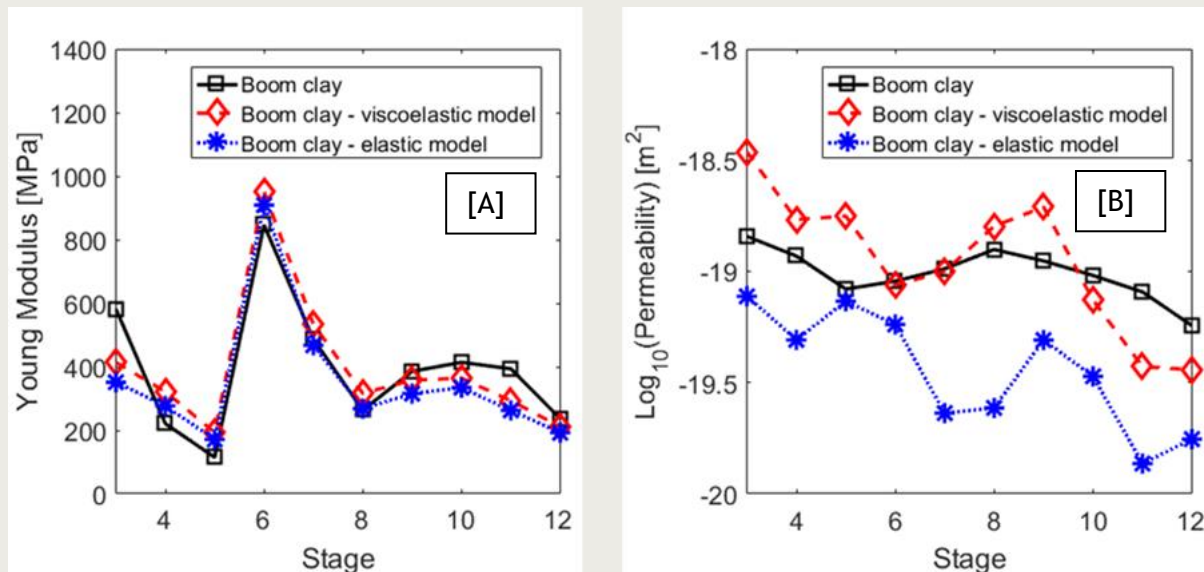 1400
1200
1000
800
600
400
200
0
Young Modulus [MPa]
Boom clay
Boom clay - viscoelastic model
Boom clay - elastic model
[A]
4
6
8
10
12
Stage
-18
-18.5
-19
-19.5
-20
Log10(Permeability) [m2]
Boom clay
Boom clay - viscoelastic model
Boom clay - elastic model
[B]
4
6
8
10
12
Stage